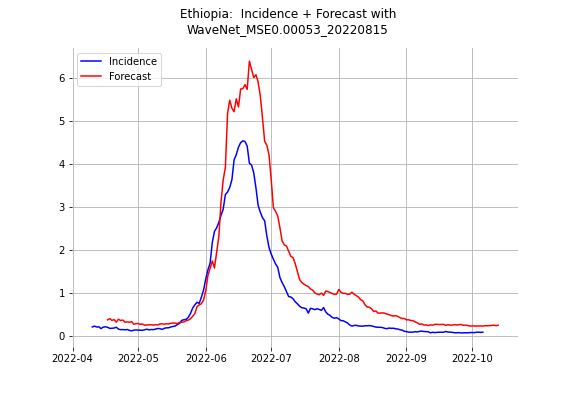 Ethiopia:  Incidence + Forecast with
WaveNet_MSE0.00053_20220815
Incidence
Forecast
6
5
4
3
2
1
0
2022-04 2022-05 2022-06 2022-07 2022-08 2022-09 2022-10